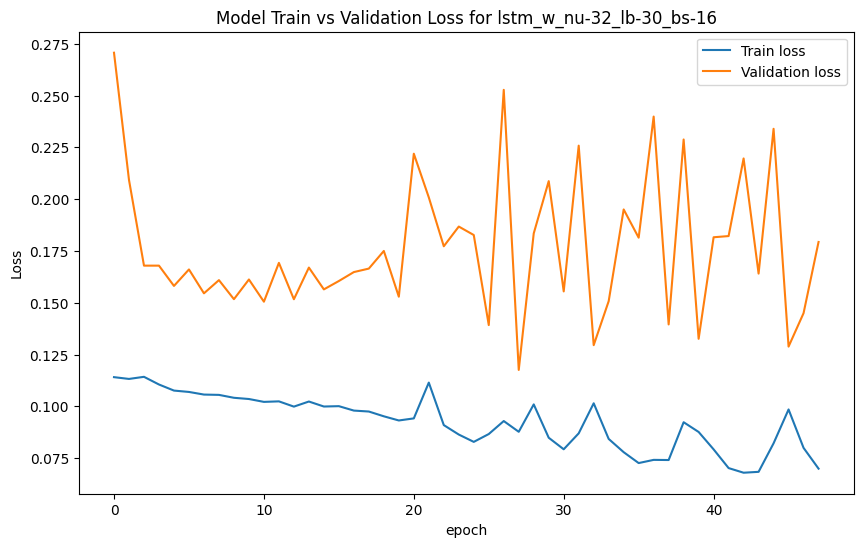 Model Train vs Validation Loss for lstm_w_nu-32_lb-30_bs-16
Train loss
Validation loss
Loss
0.275
0.250
0.225
0.200
0.175
0.150
0.125
0.100
0.075
0
10
20
30
40
epoch